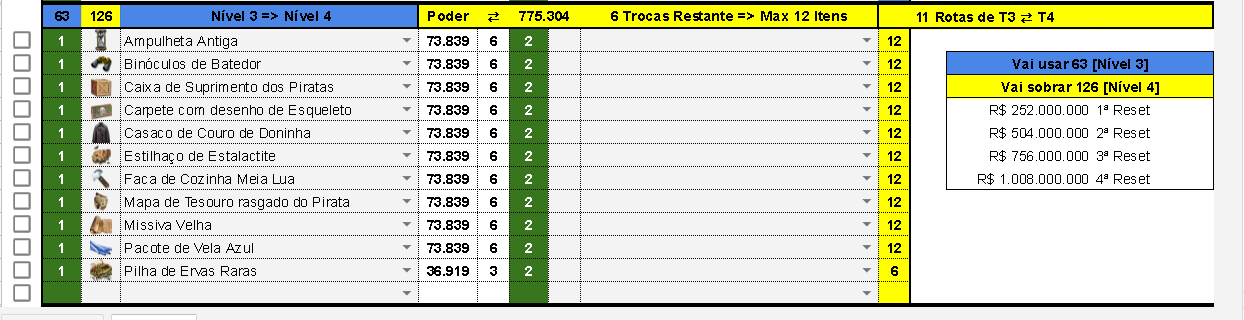 63 126 Nível 3 => Nível 4 Poder ⇄ 775.304 6 Trocas Restante => Max 12 Itens 11 Rotas de T3 ⇄ T4
1 Ampulheta Antiga 73.839 6 2 12
1 Binóculos de Batedor 73.839 6 2 12
Vai usar 63 [Nível 3]
1 Caixa de Suprimento dos Piratas 73.839 6 2 12
Vai sobrar 126 [Nível 4]
1 Carpete com desenho de Esqueleto 73.839 6 2 12
R$ 252.000.000 1ª Reset
1 Casaco de Couro de Doninha 73.839 6 2 12
R$ 504.000.000 2ª Reset
1 Estilhaço de Estalactite 73.839 6 2 12
R$ 756.000.000 3ª Reset
1 Faca de Cozinha Meia Lua 73.839 6 2 12
R$ 1.008.000.000 4ª Reset
1 Mapa de Tesouro rasgado do Pirata 73.839 6 2 12
1 Missiva Velha 73.839 6 2 12
1 Pacote de Vela Azul 73.839 6 2 12
1 Pilha de Ervas Raras 36.919 3 2 6